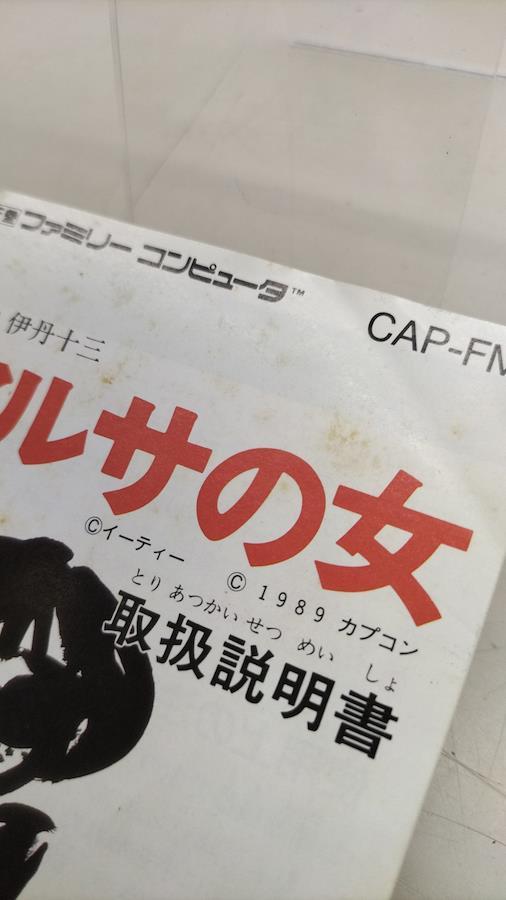 ファミリー コンピュータ™
CAP-FM
伊丹十三
ルサの女
©イーティー © 1989 カプコン
とり あつかい せつ めい しょ
取扱説明書